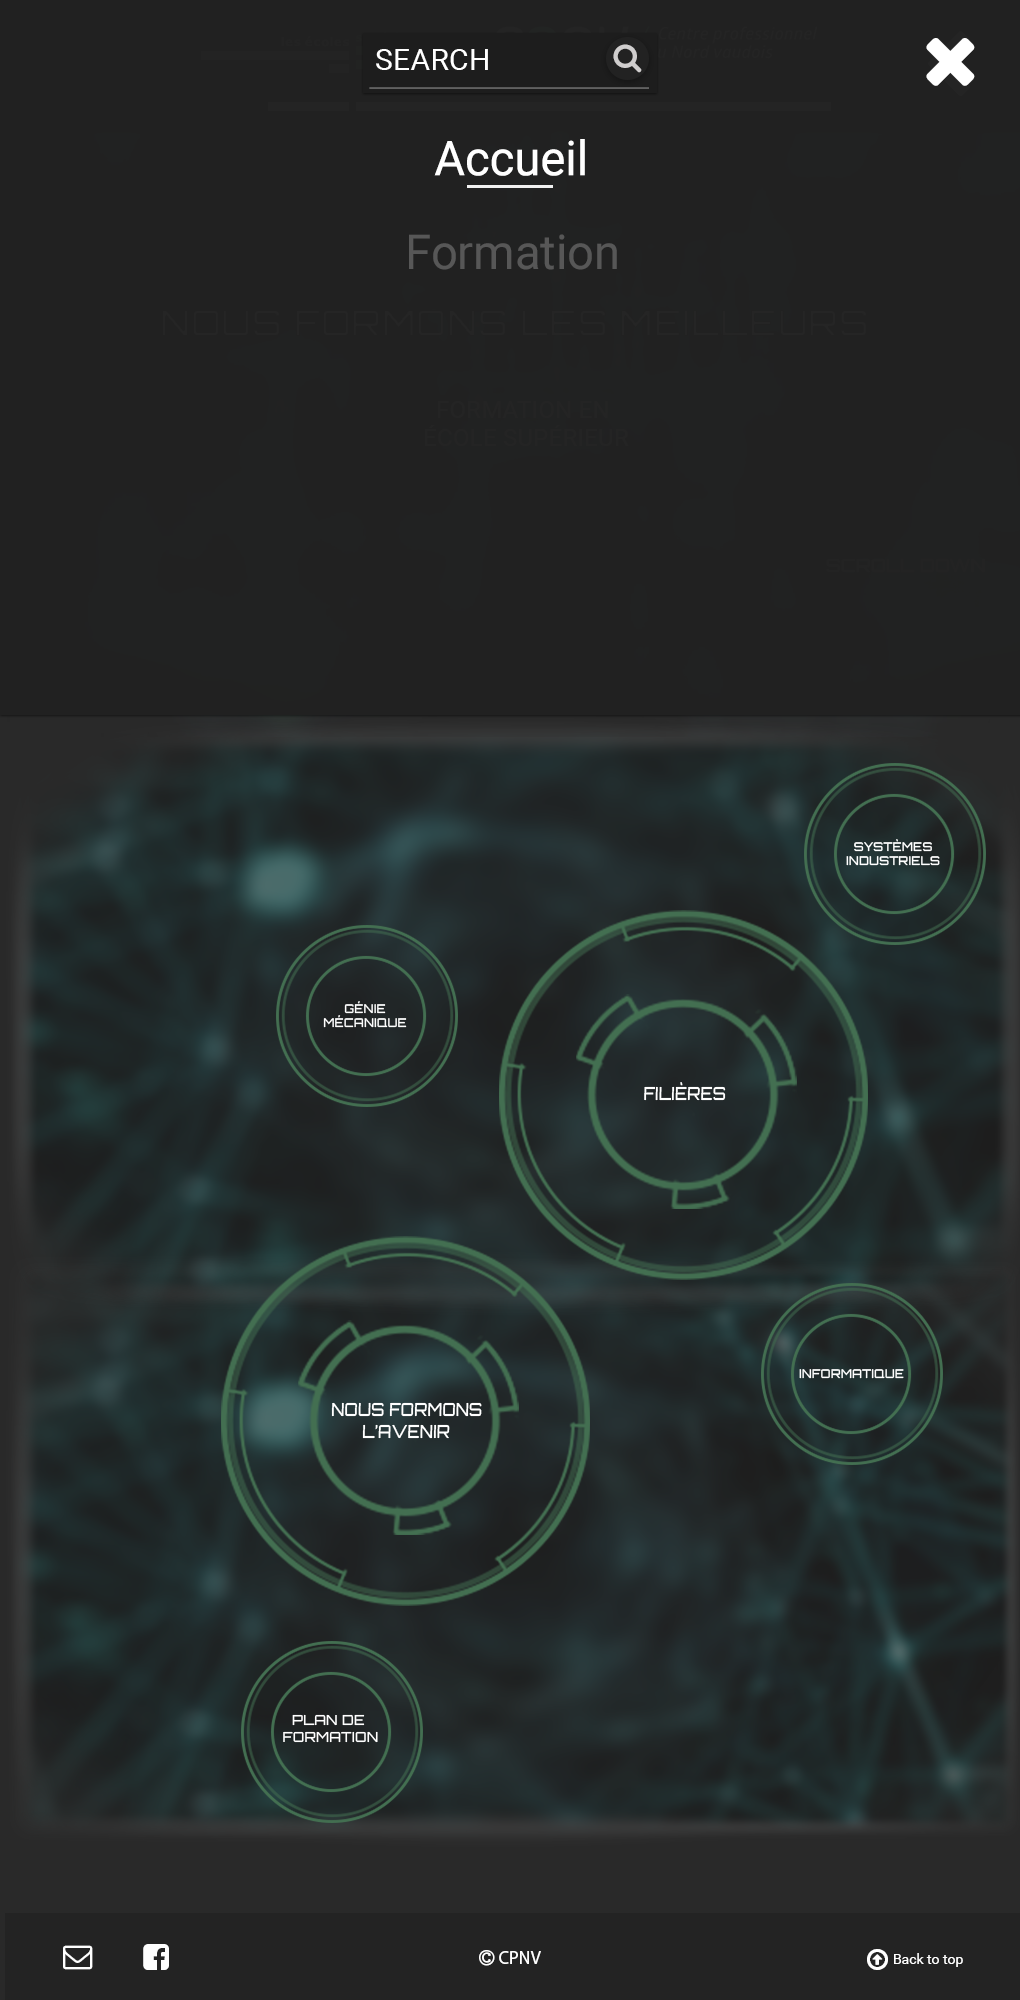 SEARCH
Accueil
Formation
NOUS FORMONS LES MEILLEURS
FORMATION EN
ÉCOLE SUPÉRIEUR
SYSTÈMES
INDUSTRIELS
GÉNIE
MÉCANIQUE
FILIÈRES
NOUS FORMONS
L'AVENIR
INFORMATIQUE
PLAN DE
FORMATION
© CPNV
Back to top